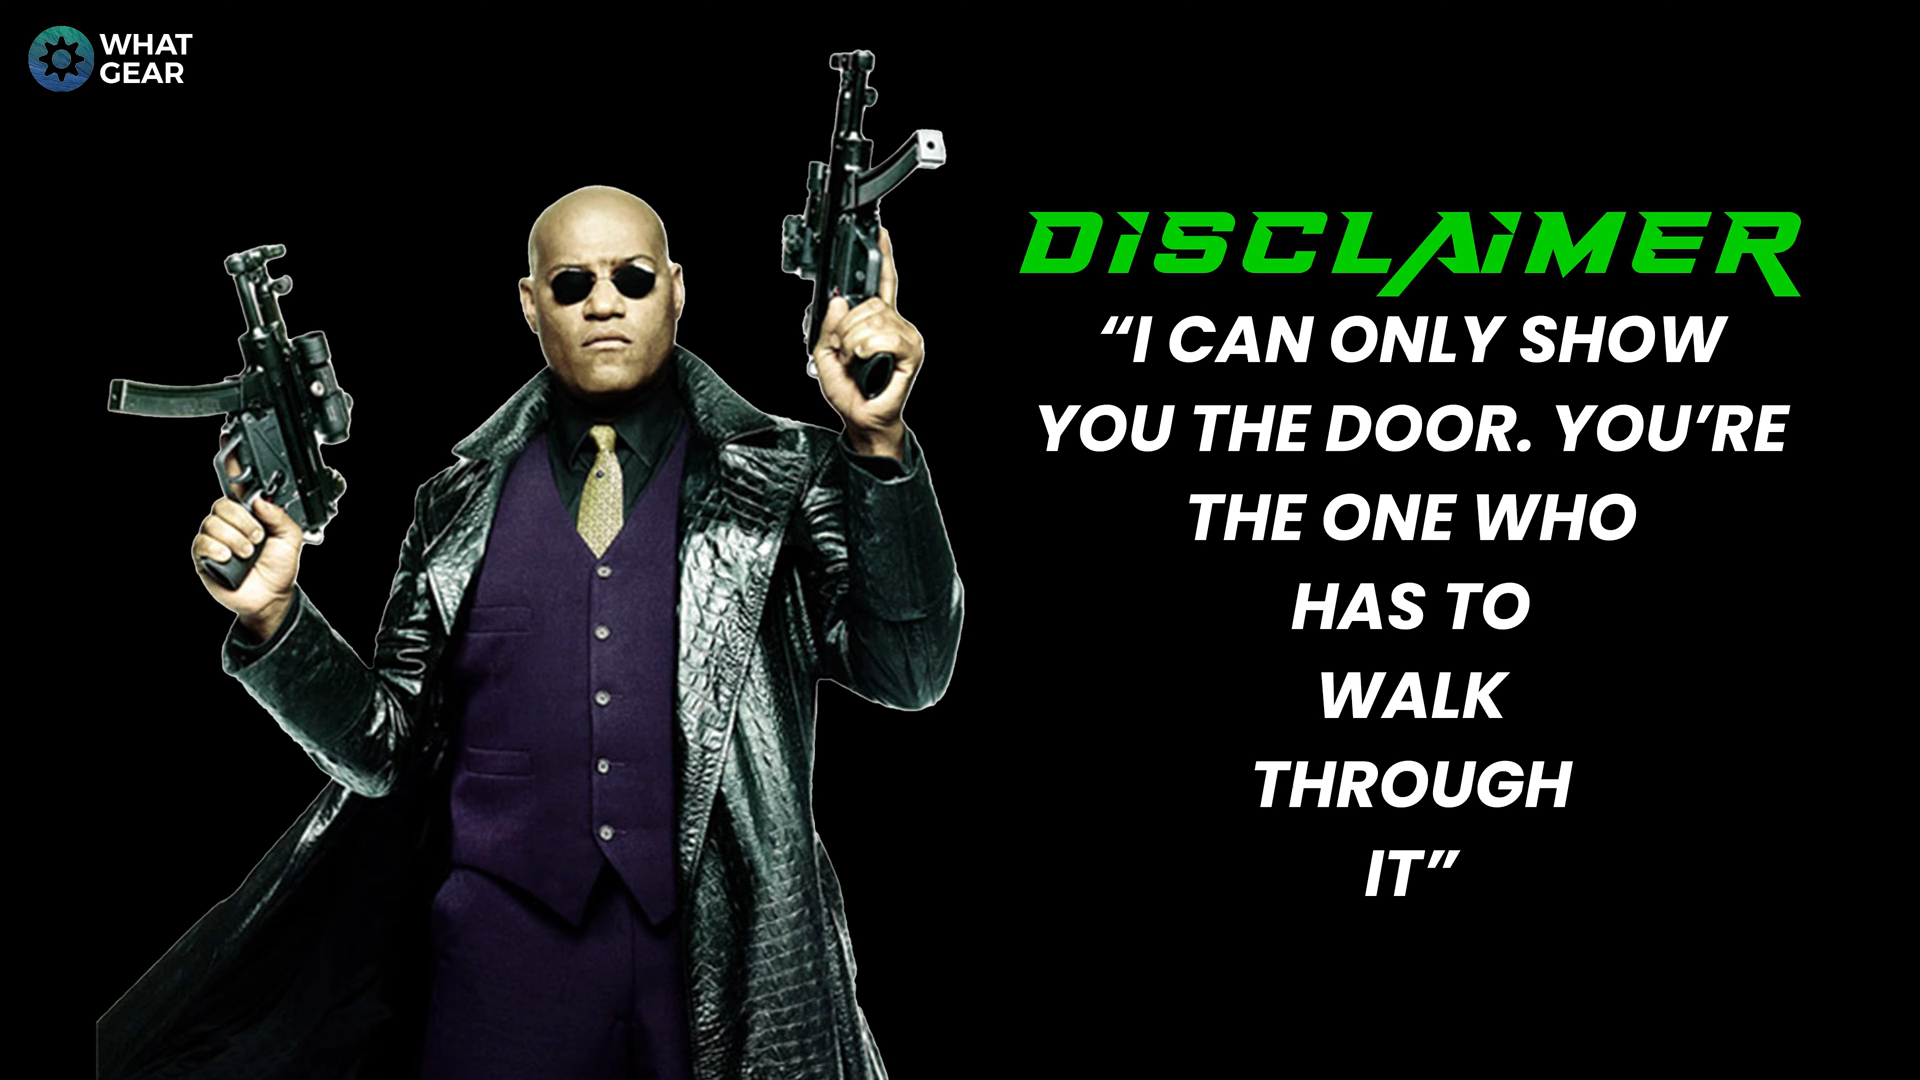 WHAT
GEAR
DISCLAIMER
“I CAN ONLY SHOW
YOU THE DOOR. YOU’RE
THE ONE WHO
HAS TO
WALK
THROUGH
IT”